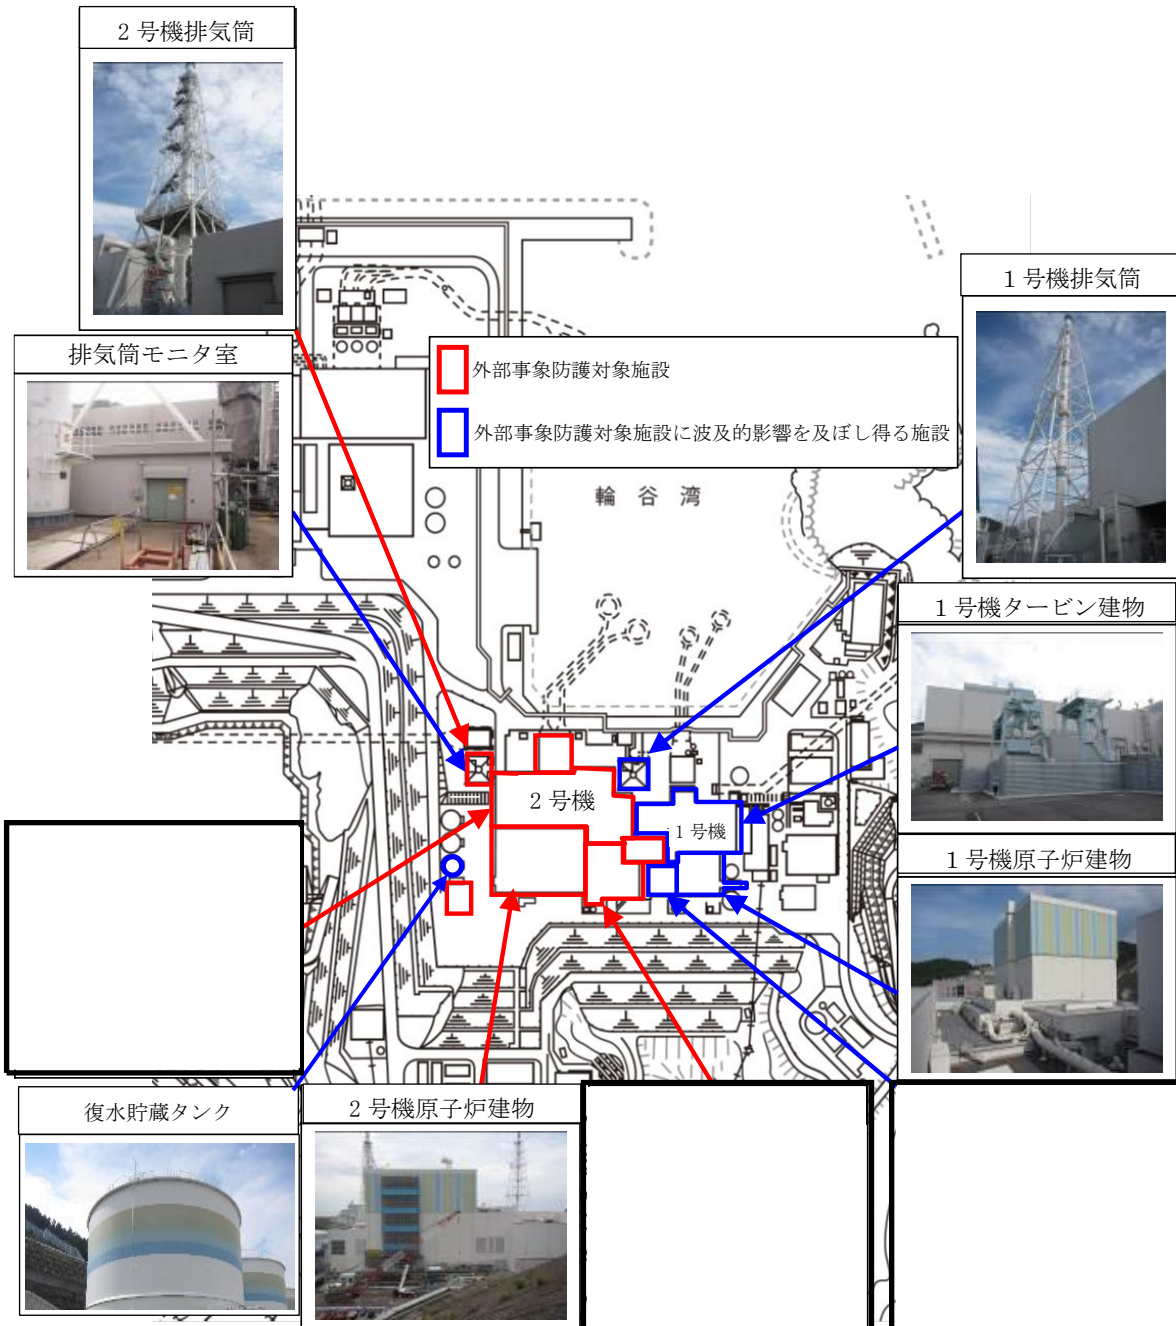 2号機排気筒
1号機排気筒
排気筒モニタ室
外部事象防護対象施設
外部事象防護対象施設に波及的影響を及ぼし得る施設
輪谷湾
1号機タービン建物
2号機
1号機
1号機原子炉建物
復水貯蔵タンク
2号機原子炉建物